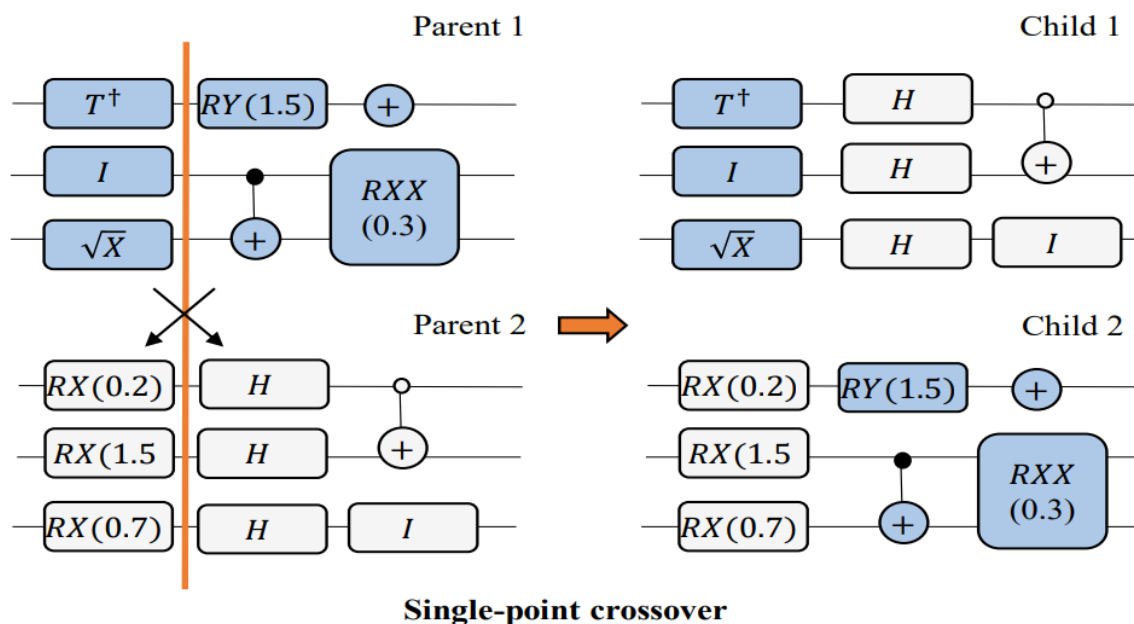 Parent 1
T† RY(1.5) +
I RXX
(0.3)
√X +
Parent 2
RX(0.2) H
RX(1.5 H +
RX(0.7) H I
Child 1
T† H
I H +
√X H I
Child 2
RX(0.2) RY(1.5) +
RX(1.5 RXX
(0.3)
RX(0.7) +
Single-point crossover